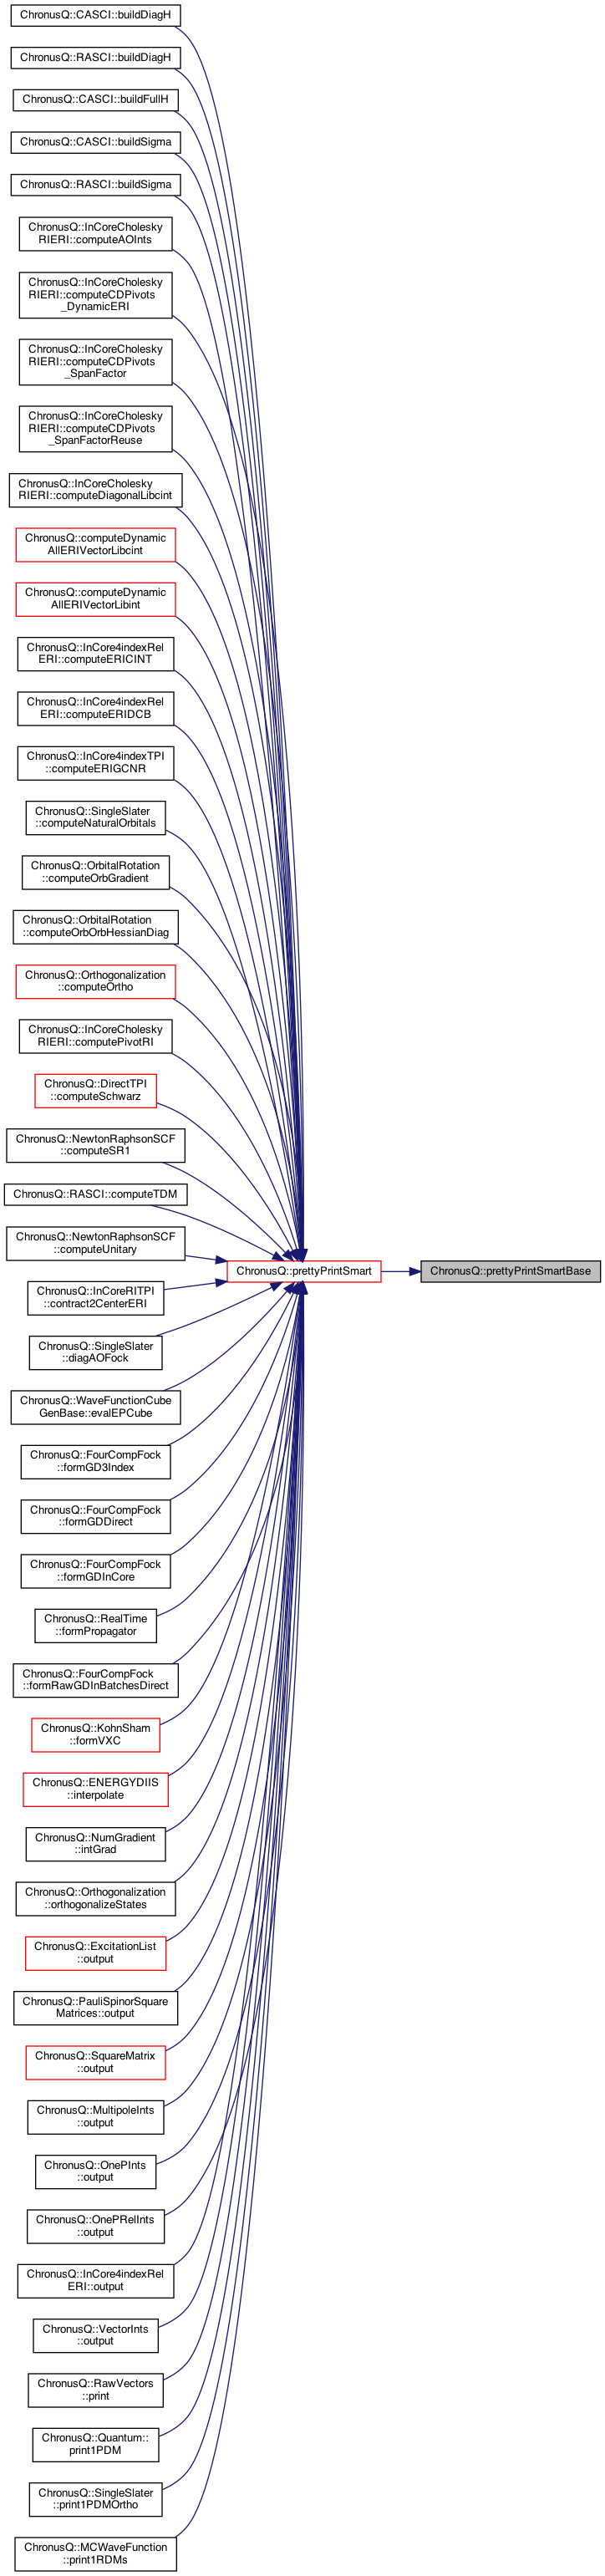 ChronusQ::CASCI::buildDiagH
ChronusQ::RASCI::buildDiagH
ChronusQ::CASCI::buildFullH
ChronusQ::CASCI::buildSigma
ChronusQ::RASCI::buildSigma
ChronusQ::InCoreCholesky
RIERI::computeAOInts
ChronusQ::InCoreCholesky
RIERI::computeCDPivots
_DynamicERI
ChronusQ::InCoreCholesky
RIERI::computeCDPivots
_SpanFactor
ChronusQ::InCoreCholesky
RIERI::computeCDPivots
_SpanFactorReuse
ChronusQ::InCoreCholesky
RIERI::computeDiagonalLibcint
ChronusQ::computeDynamic
AllERIVectorLibcint
ChronusQ::computeDynamic
AllERIVectorLibint
ChronusQ::InCore4indexRel
ERI::computeERICINT
ChronusQ::InCore4indexRel
ERI::computeERIDCB
ChronusQ::InCore4indexTPI
::computeERIGCNR
ChronusQ::SingleSlater
::computeNaturalOrbitals
ChronusQ::OrbitalRotation
::computeOrbGradient
ChronusQ::OrbitalRotation
::computeOrbOrbHessianDiag
ChronusQ::Orthogonalization
::computeOrtho
ChronusQ::InCoreCholesky
RIERI::computePivotRI
ChronusQ::DirectTPI
::computeSchwarz
ChronusQ::NewtonRaphsonSCF
::computeSR1
ChronusQ::RASCI::computeTDM
ChronusQ::NewtonRaphsonSCF
::computeUnitary
ChronusQ::prettyPrintSmart
ChronusQ::prettyPrintSmartBase
ChronusQ::InCoreRITPI
::contract2CenterERI
ChronusQ::SingleSlater
::diagAOFock
ChronusQ::WaveFunctionCube
GenBase::evalEPCube
ChronusQ::FourCompFock
::formGD3Index
ChronusQ::FourCompFock
::formGDDirect
ChronusQ::FourCompFock
::formGDInCore
ChronusQ::RealTime
::formPropagator
ChronusQ::FourCompFock
::formRawGDInBatchesDirect
ChronusQ::KohnSham
::formVXC
ChronusQ::ENERGYDIIS
::interpolate
ChronusQ::NumGradient
::intGrad
ChronusQ::Orthogonalization
::orthogonalizeStates
ChronusQ::ExcitationList
::output
ChronusQ::PauliSpinorSquare
Matrices::output
ChronusQ::SquareMatrix
::output
ChronusQ::MultipoleInts
::output
ChronusQ::OnePInts
::output
ChronusQ::OnePRelInts
::output
ChronusQ::InCore4indexRel
ERI::output
ChronusQ::VectorInts
::output
ChronusQ::RawVectors
::print
ChronusQ::Quantum::
print1PDM
ChronusQ::SingleSlater
::print1PDMOrtho
ChronusQ::MCWaveFunction
::print1RDMs